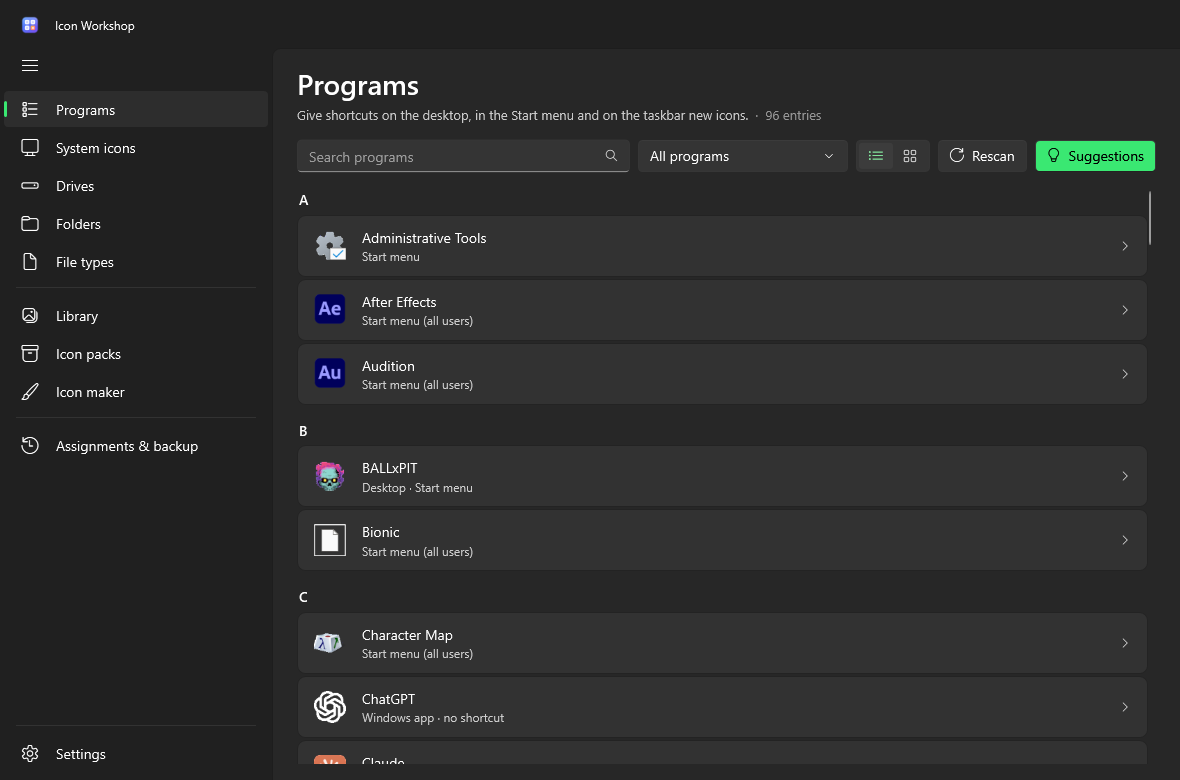 Icon Workshop
Programs
System icons
Drives
Folders
File types
Library
Icon packs
Icon maker
Assignments & backup
Settings
Programs
Give shortcuts on the desktop, in the Start menu and on the taskbar new icons. · 96 entries
Search programs
All programs
Rescan
Suggestions
A
Administrative Tools
Start menu
Ae
After Effects
Start menu (all users)
Au
Audition
Start menu (all users)
B
BALLxPIT
Desktop · Start menu
Bionic
Start menu (all users)
C
Character Map
Start menu (all users)
ChatGPT
Windows app · no shortcut
Claude